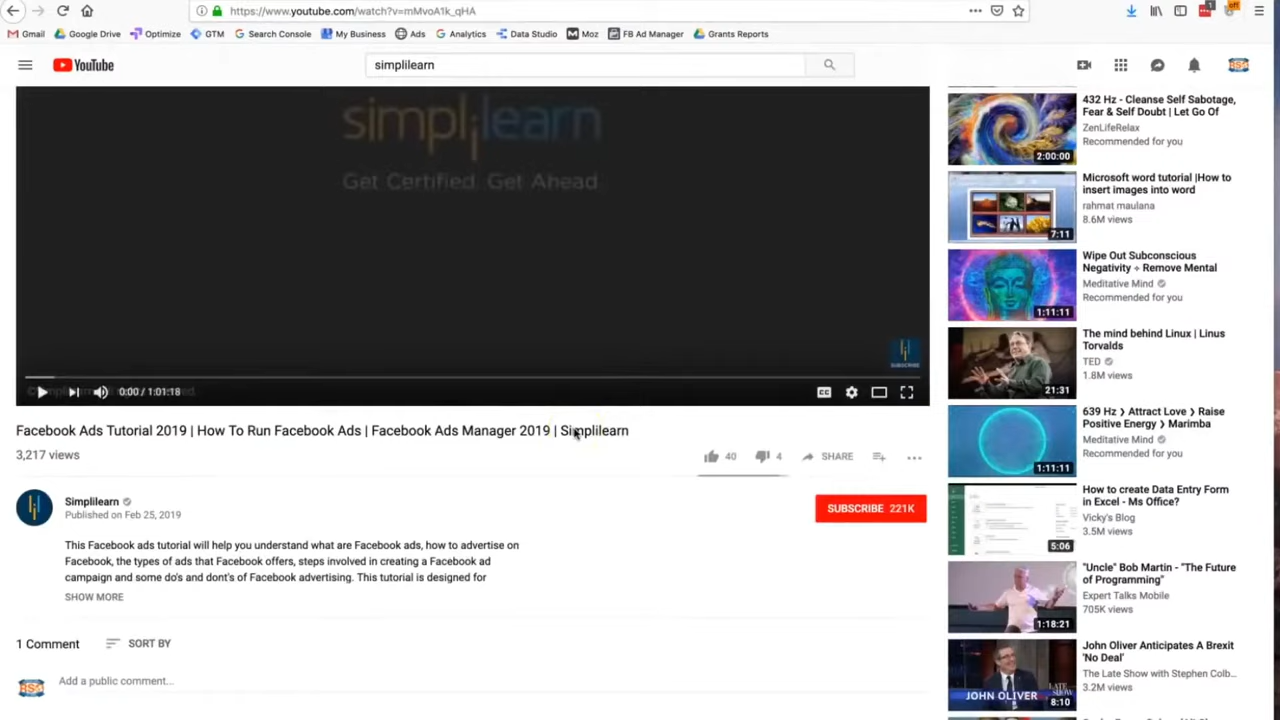 https://www.youtube.com/watch?v=mMvoA1k_qHA
1
off
Gmail
Google Drive
Optimize
GTM
Search Console
My Business
Ads
Analytics
Data Studio
Moz
FB Ad Manager
Grants Reports
YouTube
simplilearn
simplilearn
Get Certified. Get Ahead
SUBSCRIBE
0:00 / 1:01:18
CC
Facebook Ads Tutorial 2019 | How To Run Facebook Ads | Facebook Ads Manager 2019 | Simplilearn
3,217 views
40
4
SHARE
Simplilearn
Published on Feb 25, 2019
SUBSCRIBE 221K
This Facebook ads tutorial will help you understand what are Facebook ads, how to advertise on
Facebook, the types of ads that Facebook offers, steps involved in creating a Facebook ad
campaign and some do's and dont's of Facebook advertising. This tutorial is designed for
SHOW MORE
1 Comment
SORT BY
Add a public comment...
432 Hz - Cleanse Self Sabotage,
Fear & Self Doubt | Let Go Of
ZenLifeRelax
Recommended for you
2:00:00
Microsoft word tutorial |How to
insert images into word
rahmat maulana
8.6M views
7:11
Wipe Out Subconscious
Negativity ÷ Remove Mental
Meditative Mind
Recommended for you
1:11:11
The mind behind Linux | Linus
Torvalds
TED
1.8M views
21:31
639 Hz ❯ Attract Love ❯ Raise
Positive Energy ❯ Marimba
Meditative Mind
Recommended for you
1:11:11
How to create Data Entry Form
in Excel - Ms Office?
Vicky's Blog
3.5M views
5:06
"Uncle" Bob Martin - "The Future
of Programming"
Expert Talks Mobile
705K views
1:18:21
John Oliver Anticipates A Brexit
'No Deal'
The Late Show with Stephen Colb...
3.2M views
JOHN OLIVER
LATE SHOW
8:10